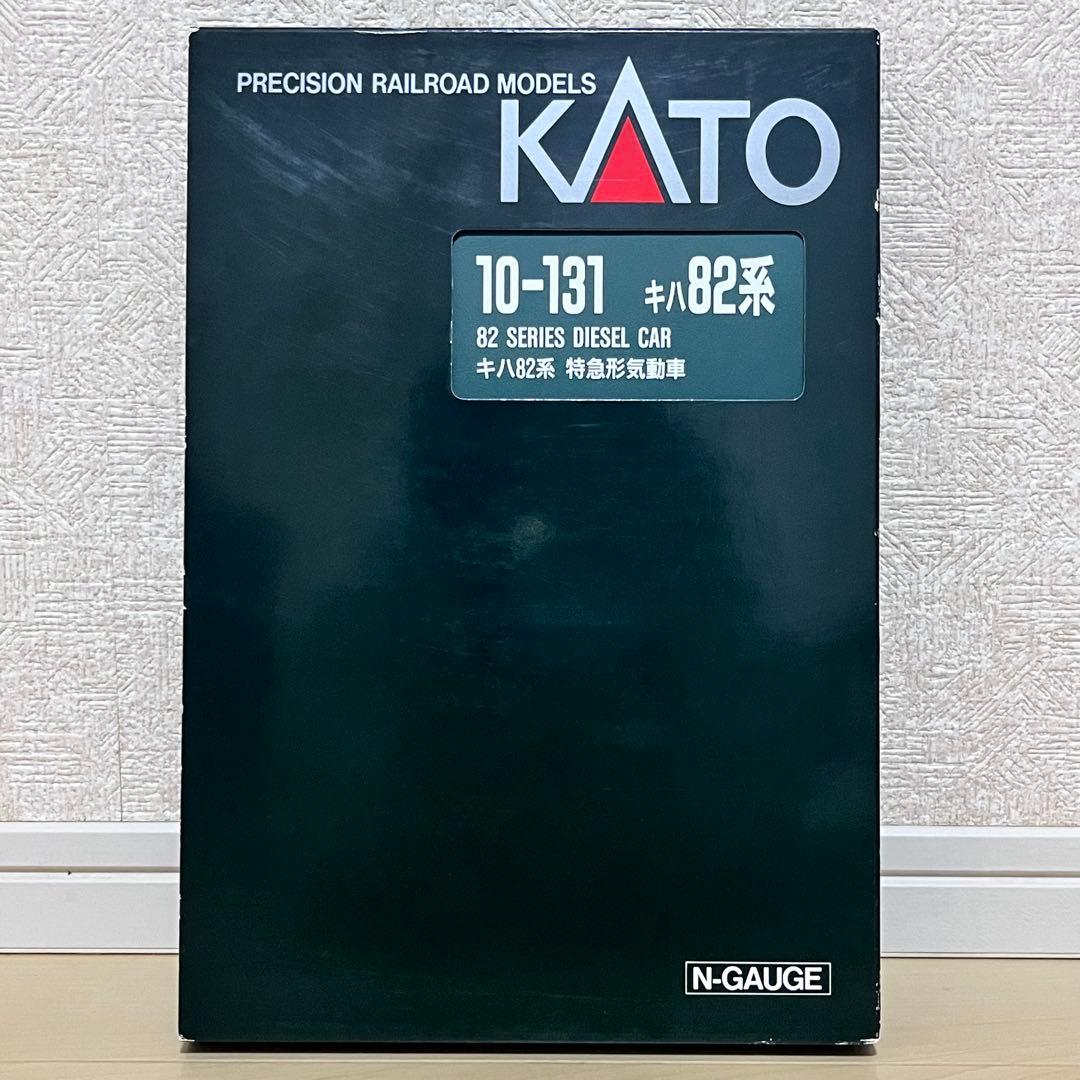 PRECISION RAILROAD MODELS
KATO
10-131 キハ82系
82 SERIES DIESEL CAR
キハ82系 特急形気動車
N-GAUGE